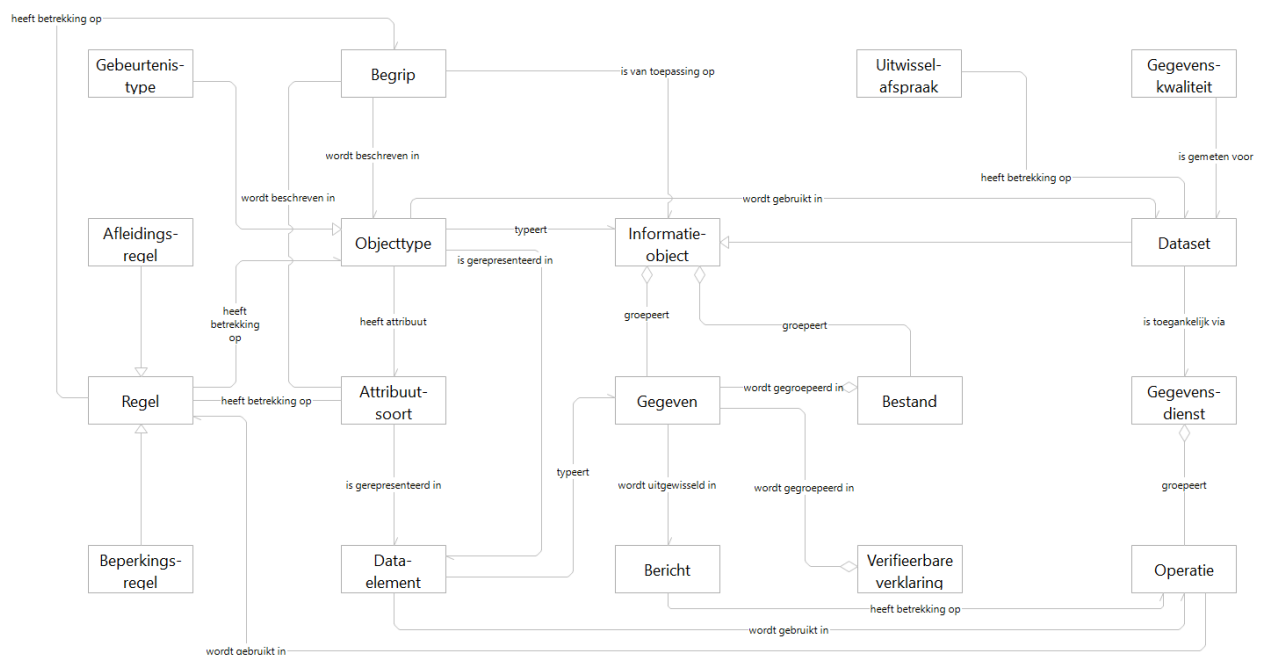 heeft betrekking op
Gebeurtenis-
type
Begrip
is van toepassing op
Uitwissel-
afspraak
Gegevens-
kwaliteit
wordt beschreven in
is gemeten voor
heeft betrekking op
wordt beschreven in
wordt gebruikt in
Afleidings-
regel
Objecttype
typeert
Informatie-
object
Dataset
is gerepresenteerd in
heeft
betrekking
op
heeft attribuut
groepeert
groepeert
is toegankelijk via
Regel
heeft betrekking op
Attribuut-
soort
Gegeven
wordt gegroepeerd in
Bestand
Gegevens-
dienst
typeert
is gerepresenteerd in
wordt uitgewisseld in
wordt gegroepeerd in
groepeert
Beperkings-
regel
Data-
element
Bericht
Verifieerbare
verklaring
Operatie
heeft betrekking op
wordt gebruikt in
wordt gebruikt in